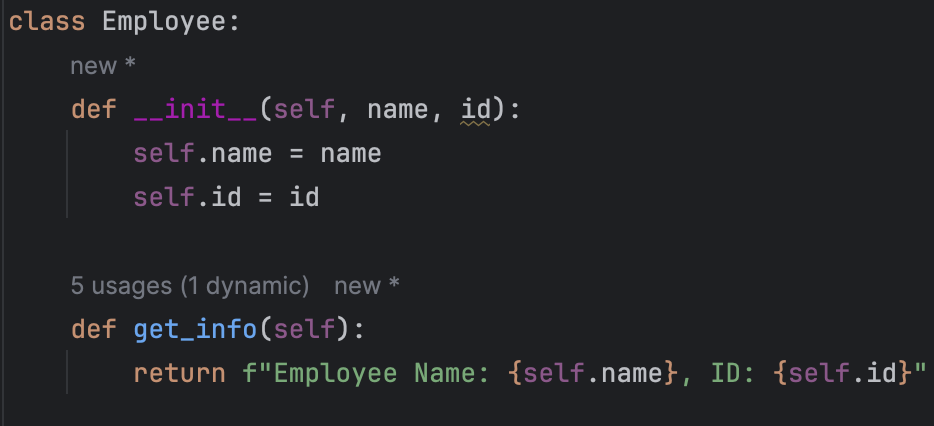 class Employee:
new *
def __init__(self, name, id):
self.name = name
self.id = id
5 usages (1 dynamic) new *
def get_info(self):
return f"Employee Name: {self.name}, ID: {self.id}"